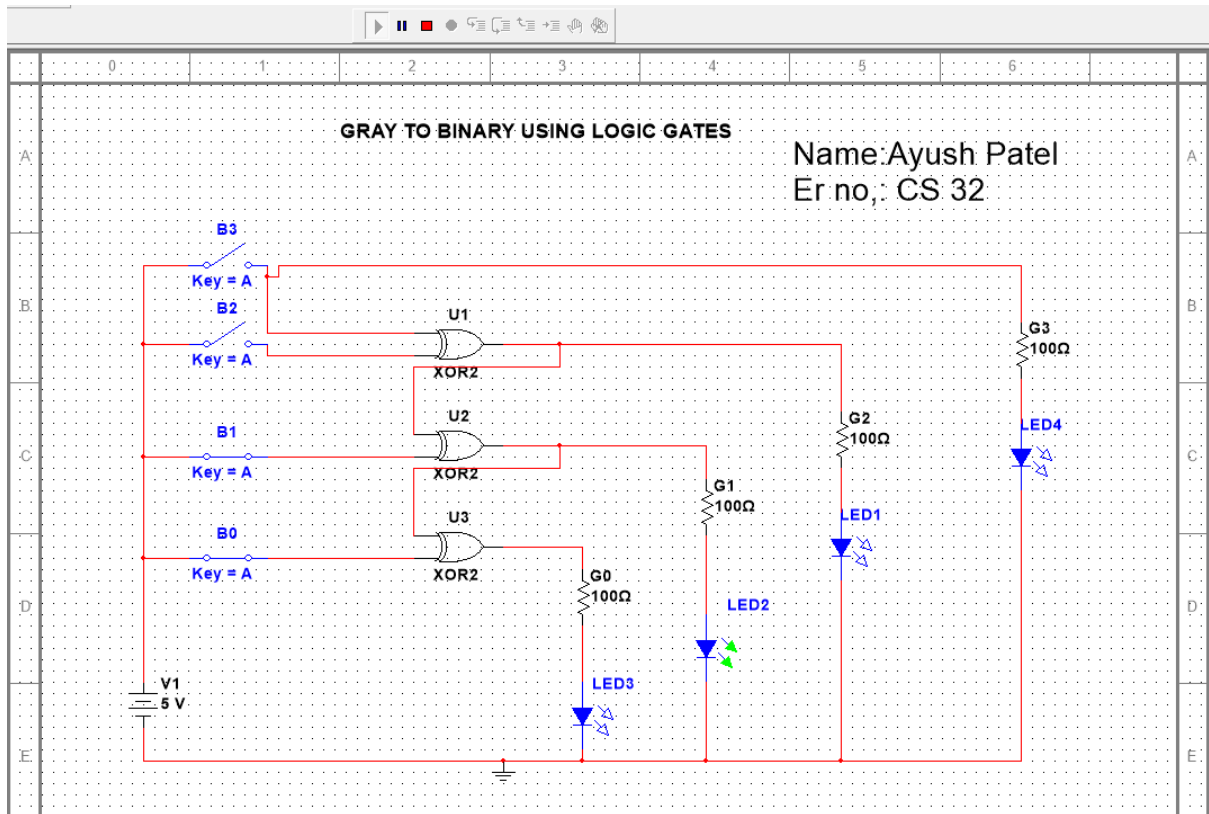 0 1 2 3 4 5 6
GRAY TO BINARY USING LOGIC GATES
Name:Ayush Patel
Er no,: CS 32
A A
B3
Key = A
B B
B2
Key = A
U1
XOR2
G3
100Ω
U2
XOR2
G2
100Ω
LED4
B1
Key = A
C C
G1
100Ω
U3
XOR2
LED1
B0
Key = A
G0
100Ω
D D
LED2
V1
5 V
LED3
E E